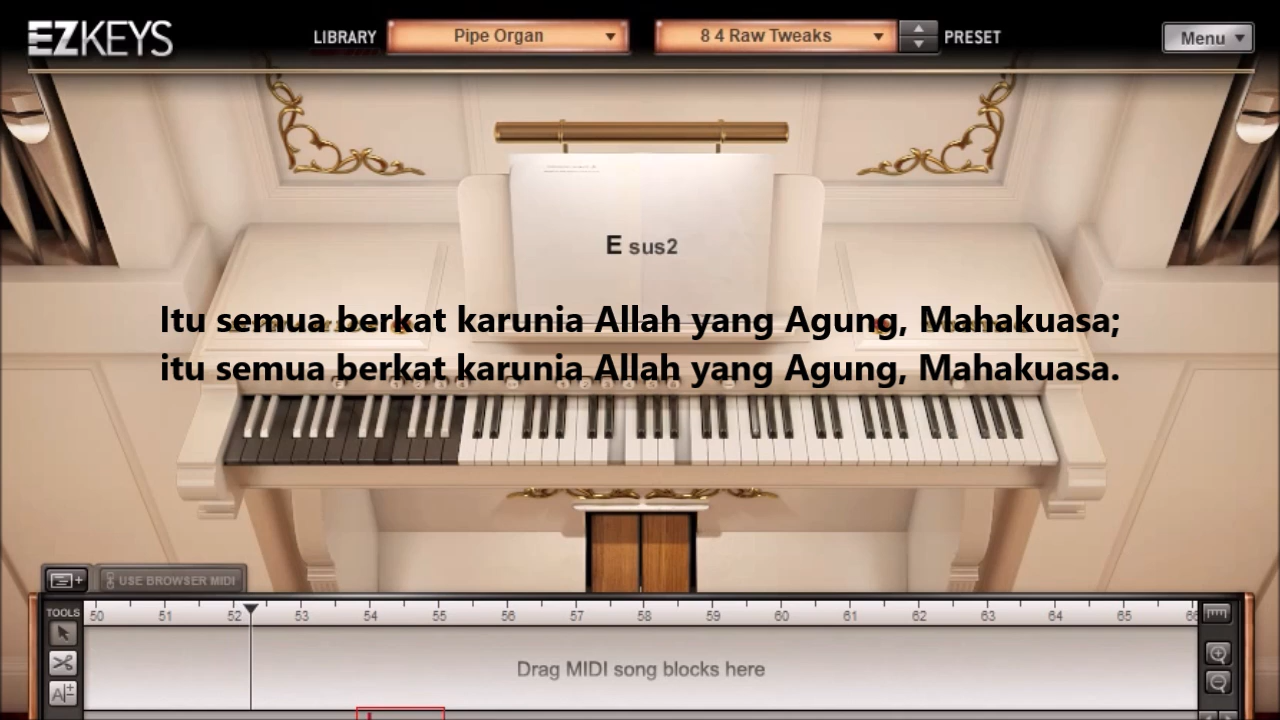 EZKEYS
LIBRARY
Pipe Organ
8 4 Raw Tweaks
PRESET
Menu
E sus2
Itu semua berkat karunia Allah yang Agung, Mahakuasa;
itu semua berkat karunia Allah yang Agung, Mahakuasa.
USE BROWSER MIDI
TOOLS
50 51 52 53 54 55 56 57 58 59 60 61 62 63 64 65
Drag MIDI song blocks here